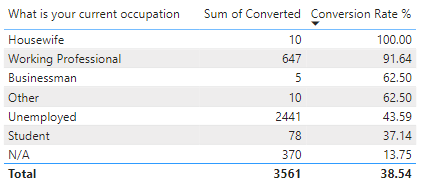 What is your current occupation Sum of Converted Conversion Rate %
Housewife 10 100.00
Working Professional 647 91.64
Businessman 5 62.50
Other 10 62.50
Unemployed 2441 43.59
Student 78 37.14
N/A 370 13.75
Total 3561 38.54